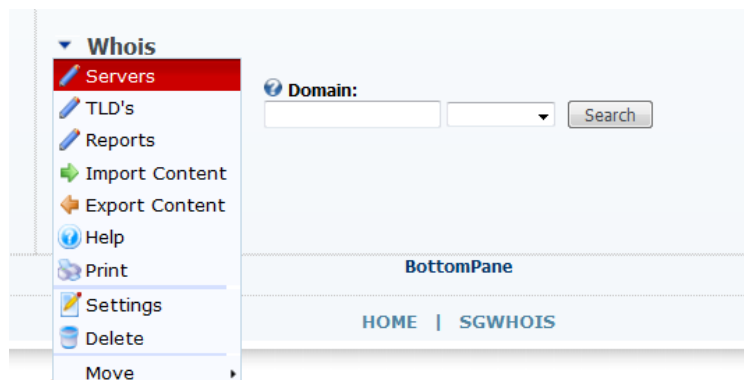 Whois
Servers
TLD's
Reports
Import Content
Export Content
Help
Print
Settings
Delete
Move
Domain:
Search
BottomPane
HOME | SGWHOIS